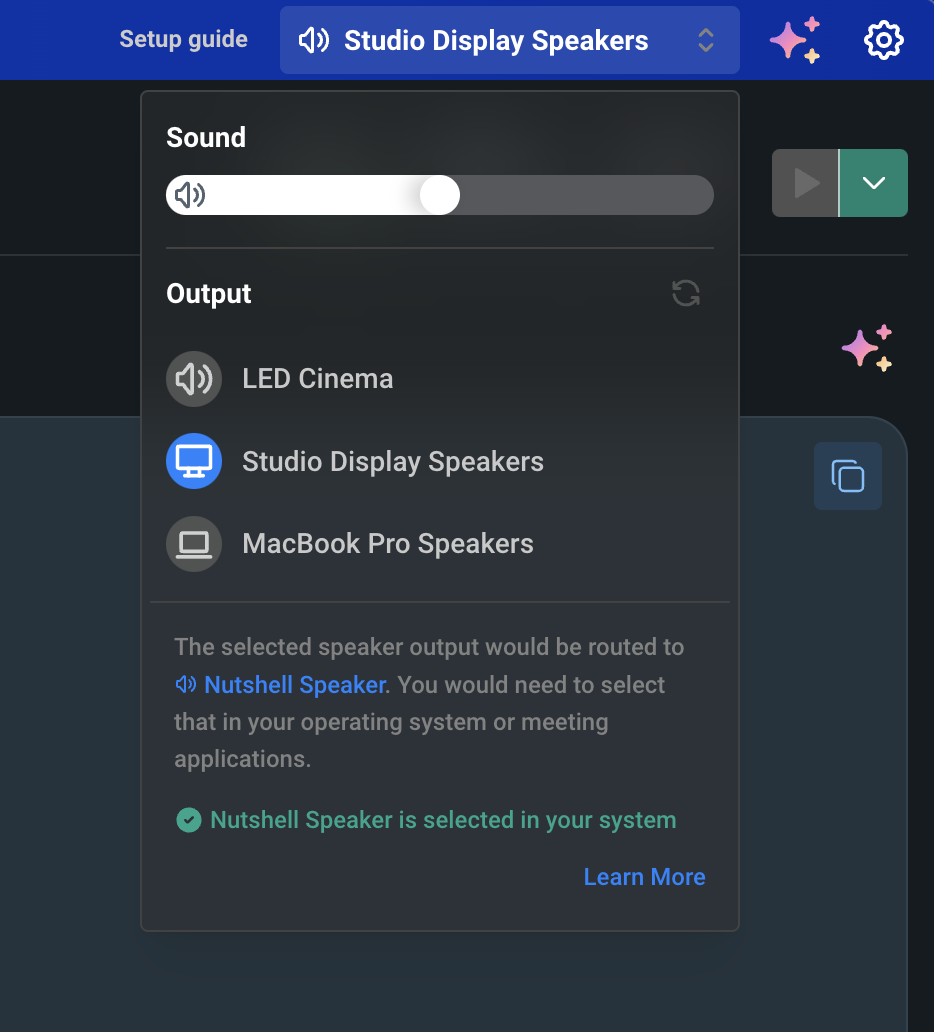 Setup guide
Studio Display Speakers
Sound
Output
LED Cinema
Studio Display Speakers
MacBook Pro Speakers
The selected speaker output would be routed to
Nutshell Speaker. You would need to select
that in your operating system or meeting
applications.
Nutshell Speaker is selected in your system
Learn More